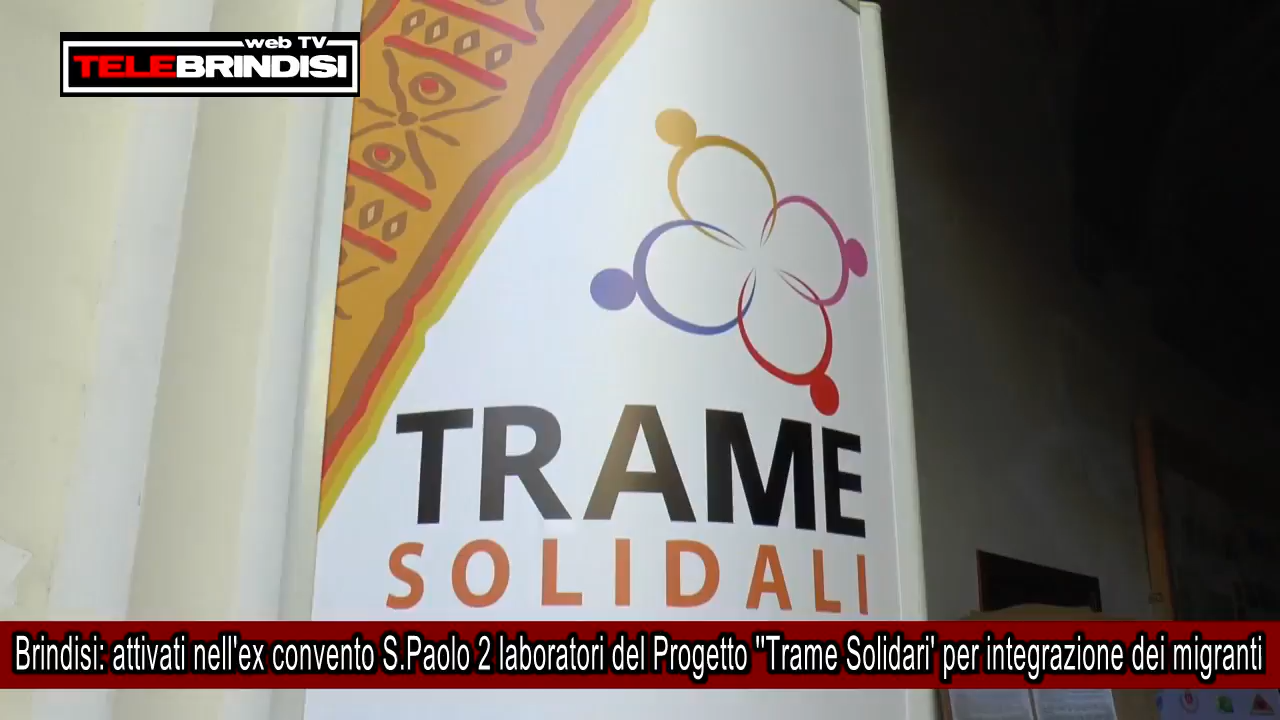 web TV
TELEBRINDISI
TRAME
SOLIDALI
Brindisi: attivati nell'ex convento S.Paolo 2 laboratori del Progetto "Trame Solidari' per integrazione dei migranti